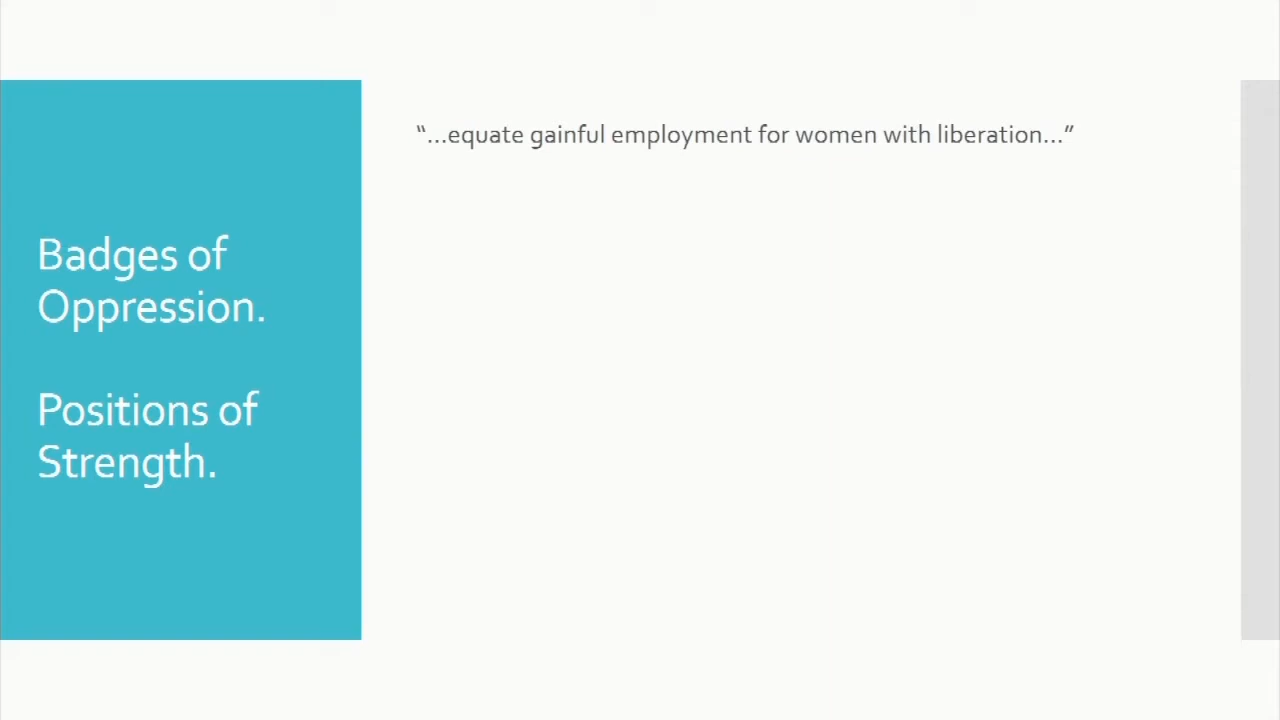 Badges of
Oppression.
Positions of
Strength.
“...equate gainful employment for women with liberation...”